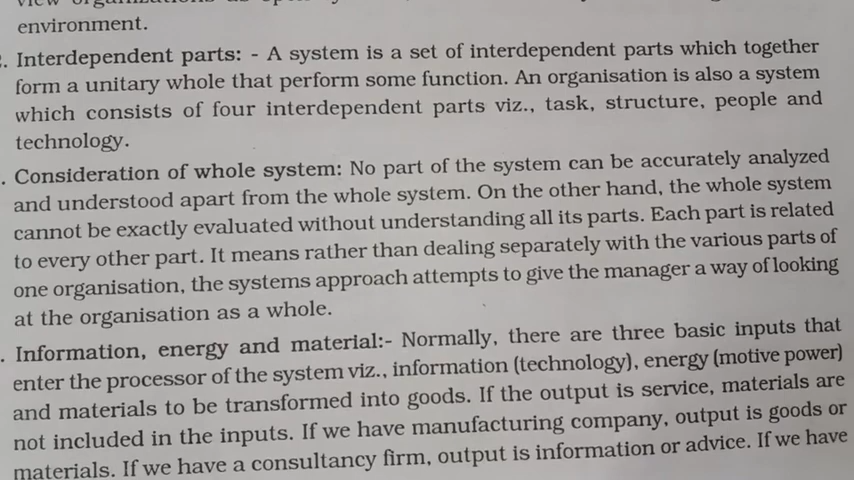 environment.
. Interdependent parts: - A system is a set of interdependent parts which together
form a unitary whole that perform some function. An organisation is also a system
which consists of four interdependent parts viz., task, structure, people and
technology.
. Consideration of whole system: No part of the system can be accurately analyzed
and understood apart from the whole system. On the other hand, the whole system
cannot be exactly evaluated without understanding all its parts. Each part is related
to every other part. It means rather than dealing separately with the various parts of
one organisation, the systems approach attempts to give the manager a way of looking
at the organisation as a whole.
. Information, energy and material:- Normally, there are three basic inputs that
enter the processor of the system viz., information (technology), energy (motive power)
and materials to be transformed into goods. If the output is service, materials are
not included in the inputs. If we have manufacturing company, output is goods or
materials. If we have a consultancy firm, output is information or advice. If we have